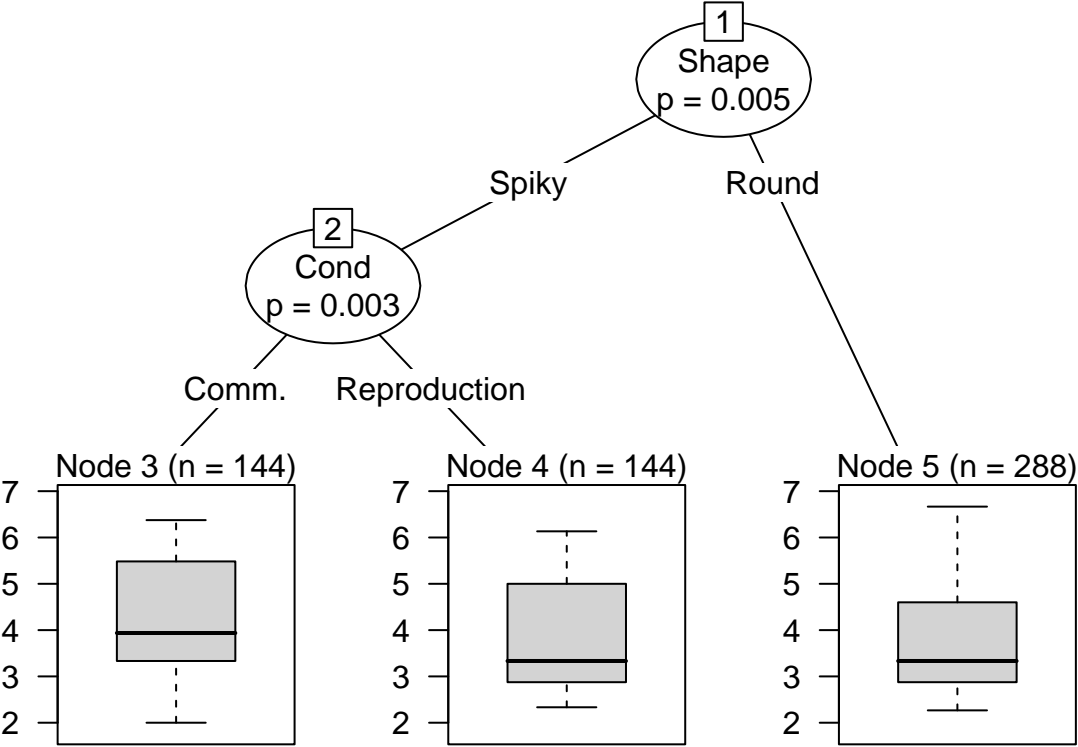 1
Shape
p = 0.005
Spiky
Round
2
Cond
p = 0.003
Comm.
Reproduction
Node 3 (n = 144)
7
6
5
4
3
2
Node 4 (n = 144)
7
6
5
4
3
2
Node 5 (n = 288)
7
6
5
4
3
2